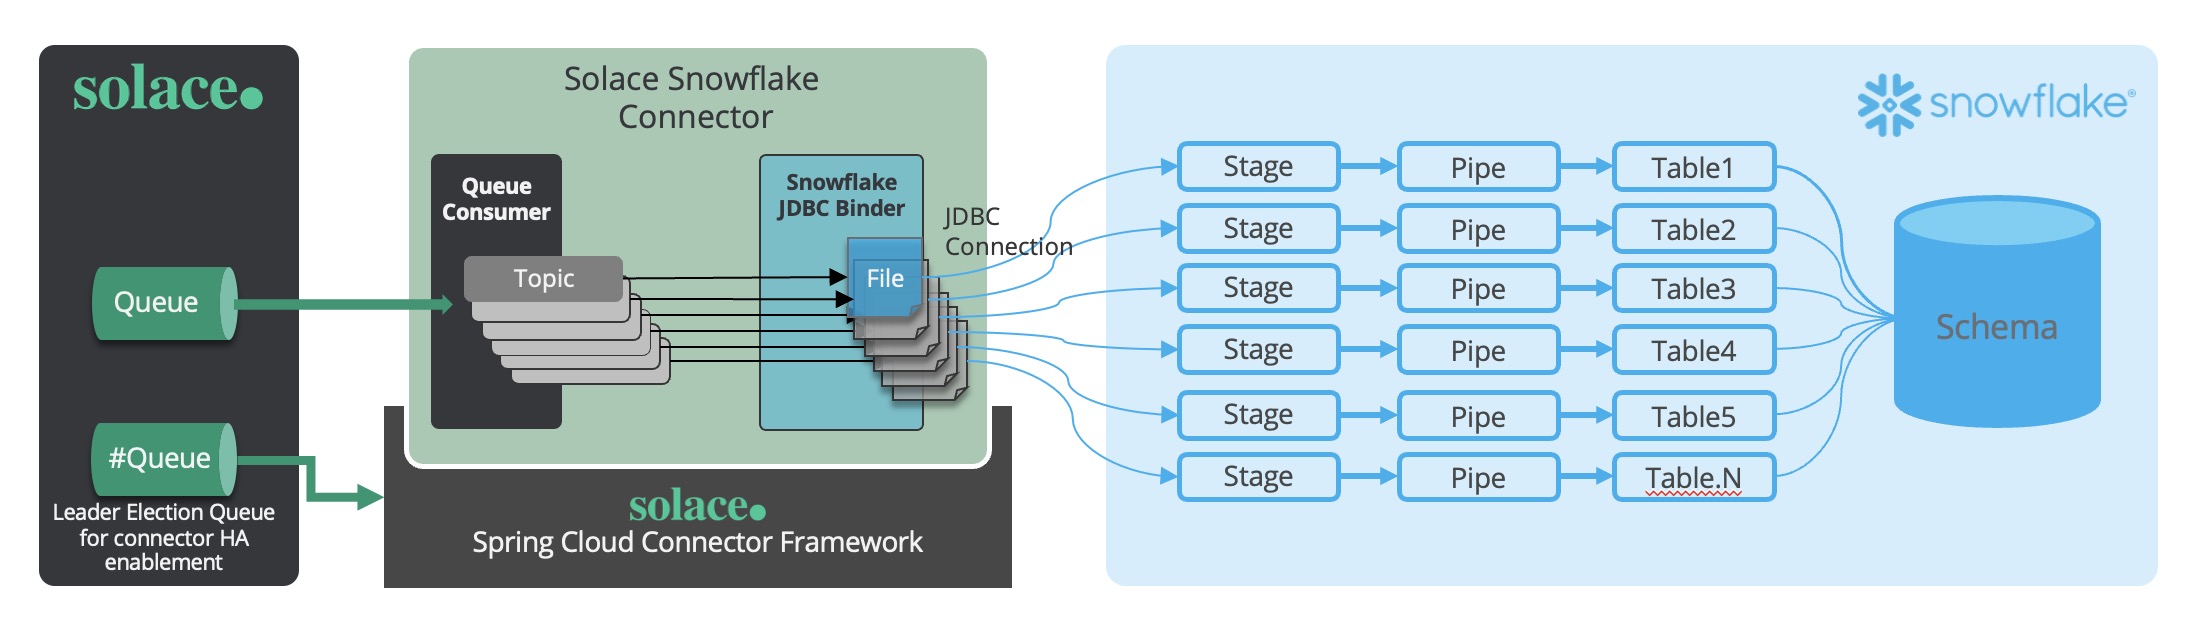 solace.
Queue
#Queue
Leader Election Queue
for connector HA
enablement
Solace Snowflake
Connector
Queue
Consumer
Topic
Snowflake
JDBC Binder
File
JDBC
Connection
solace.
Spring Cloud Connector Framework
snowflake®
Stage
Pipe
Table1
Stage
Pipe
Table2
Stage
Pipe
Table3
Stage
Pipe
Table4
Stage
Pipe
Table5
Stage
Pipe
Table.N
Schema